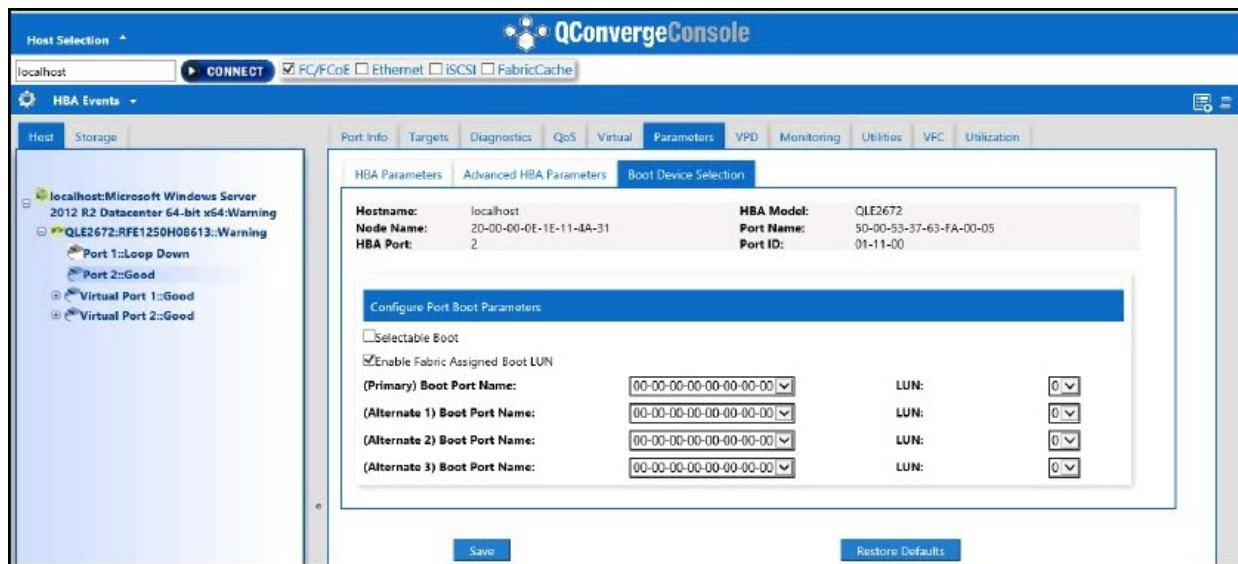 Host Selection
QConvergeConsole
localhost CONNECT FC/FCoE Ethernet iSCSI FabricCache
HBA Events
Host Storage
Port Info Targets Diagnostics QoS Virtual Parameters VPD Monitoring Utilities VFC Utilization
HBA Parameters Advanced HBA Parameters Boot Device Selection
localhost:Microsoft Windows Server
2012 R2 Datacenter 64-bit x64:Warning
QLE2672:RFE1250H08613::Warning
Port 1::Loop Down
Port 2::Good
Virtual Port 1::Good
Virtual Port 2::Good
Hostname: localhost HBA Model: QLE2672
Node Name: 20-00-00-0E-1E-11-4A-31 Port Name: 50-00-53-37-63-FA-00-05
HBA Port: 2 Port ID: 01-11-00
Configure Port Boot Parameters
Selectable Boot
Enable Fabric Assigned Boot LUN
(Primary) Boot Port Name: 00-00-00-00-00-00-00-00 LUN: 0
(Alternate 1) Boot Port Name: 00-00-00-00-00-00-00-00 LUN: 0
(Alternate 2) Boot Port Name: 00-00-00-00-00-00-00-00 LUN: 0
(Alternate 3) Boot Port Name: 00-00-00-00-00-00-00-00 LUN: 0
Save Restore Defaults